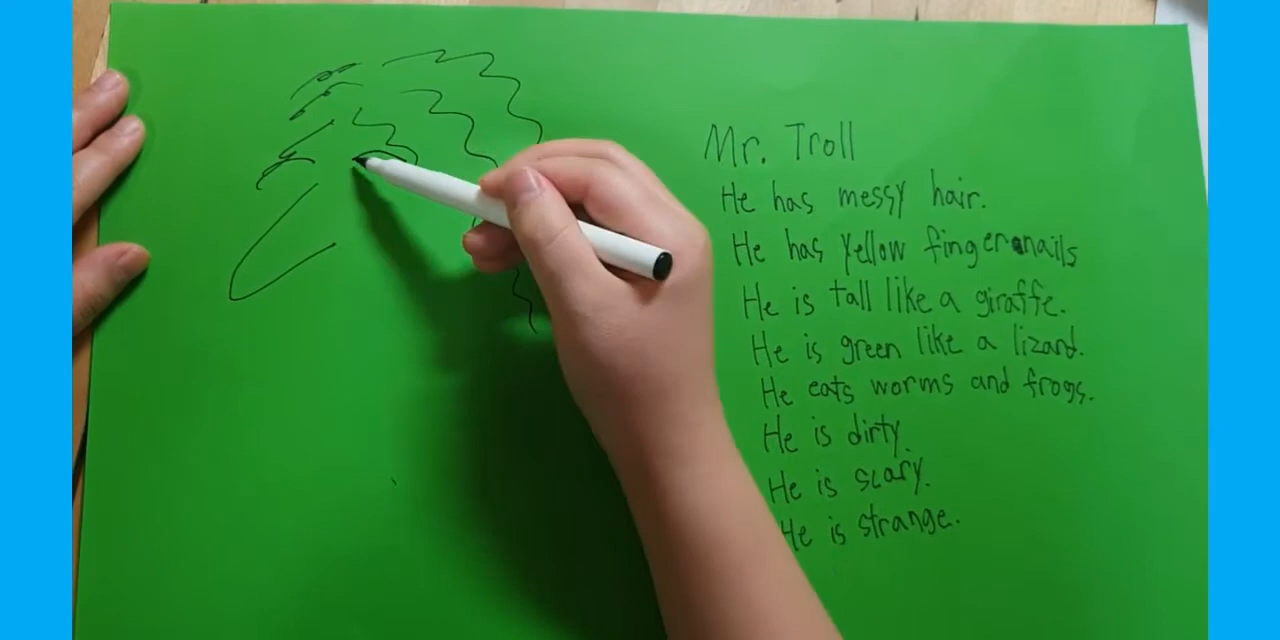 Mr. Troll
He has messy hair.
He has yellow fingernails
He is tall like a giraffe.
He is green like a lizard.
He eats worms and frogs.
He is dirty.
He is scary.
He is strange.